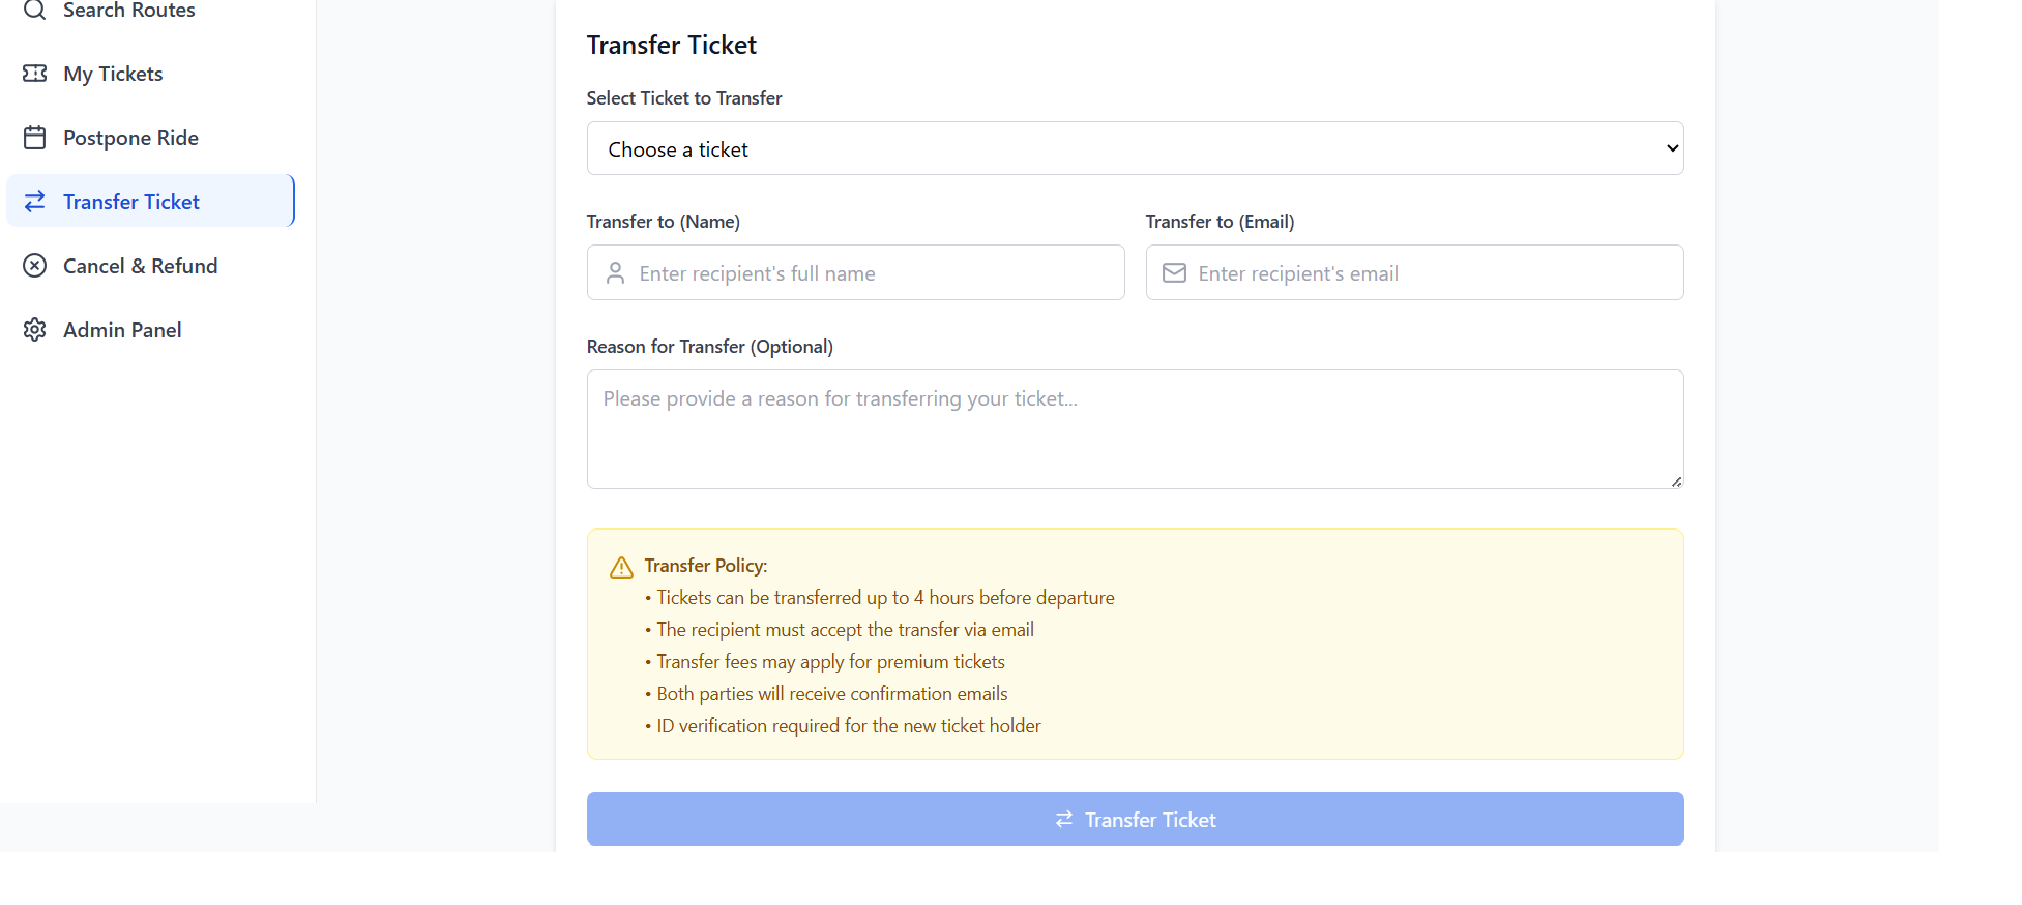 Search Routes
My Tickets
Postpone Ride
Transfer Ticket
Cancel & Refund
Admin Panel
Transfer Ticket
Select Ticket to Transfer
Choose a ticket
Transfer to (Name)
Transfer to (Email)
Enter recipient's full name
Enter recipient's email
Reason for Transfer (Optional)
Please provide a reason for transferring your ticket...
Transfer Policy:
• Tickets can be transferred up to 4 hours before departure
• The recipient must accept the transfer via email
• Transfer fees may apply for premium tickets
• Both parties will receive confirmation emails
• ID verification required for the new ticket holder
Transfer Ticket